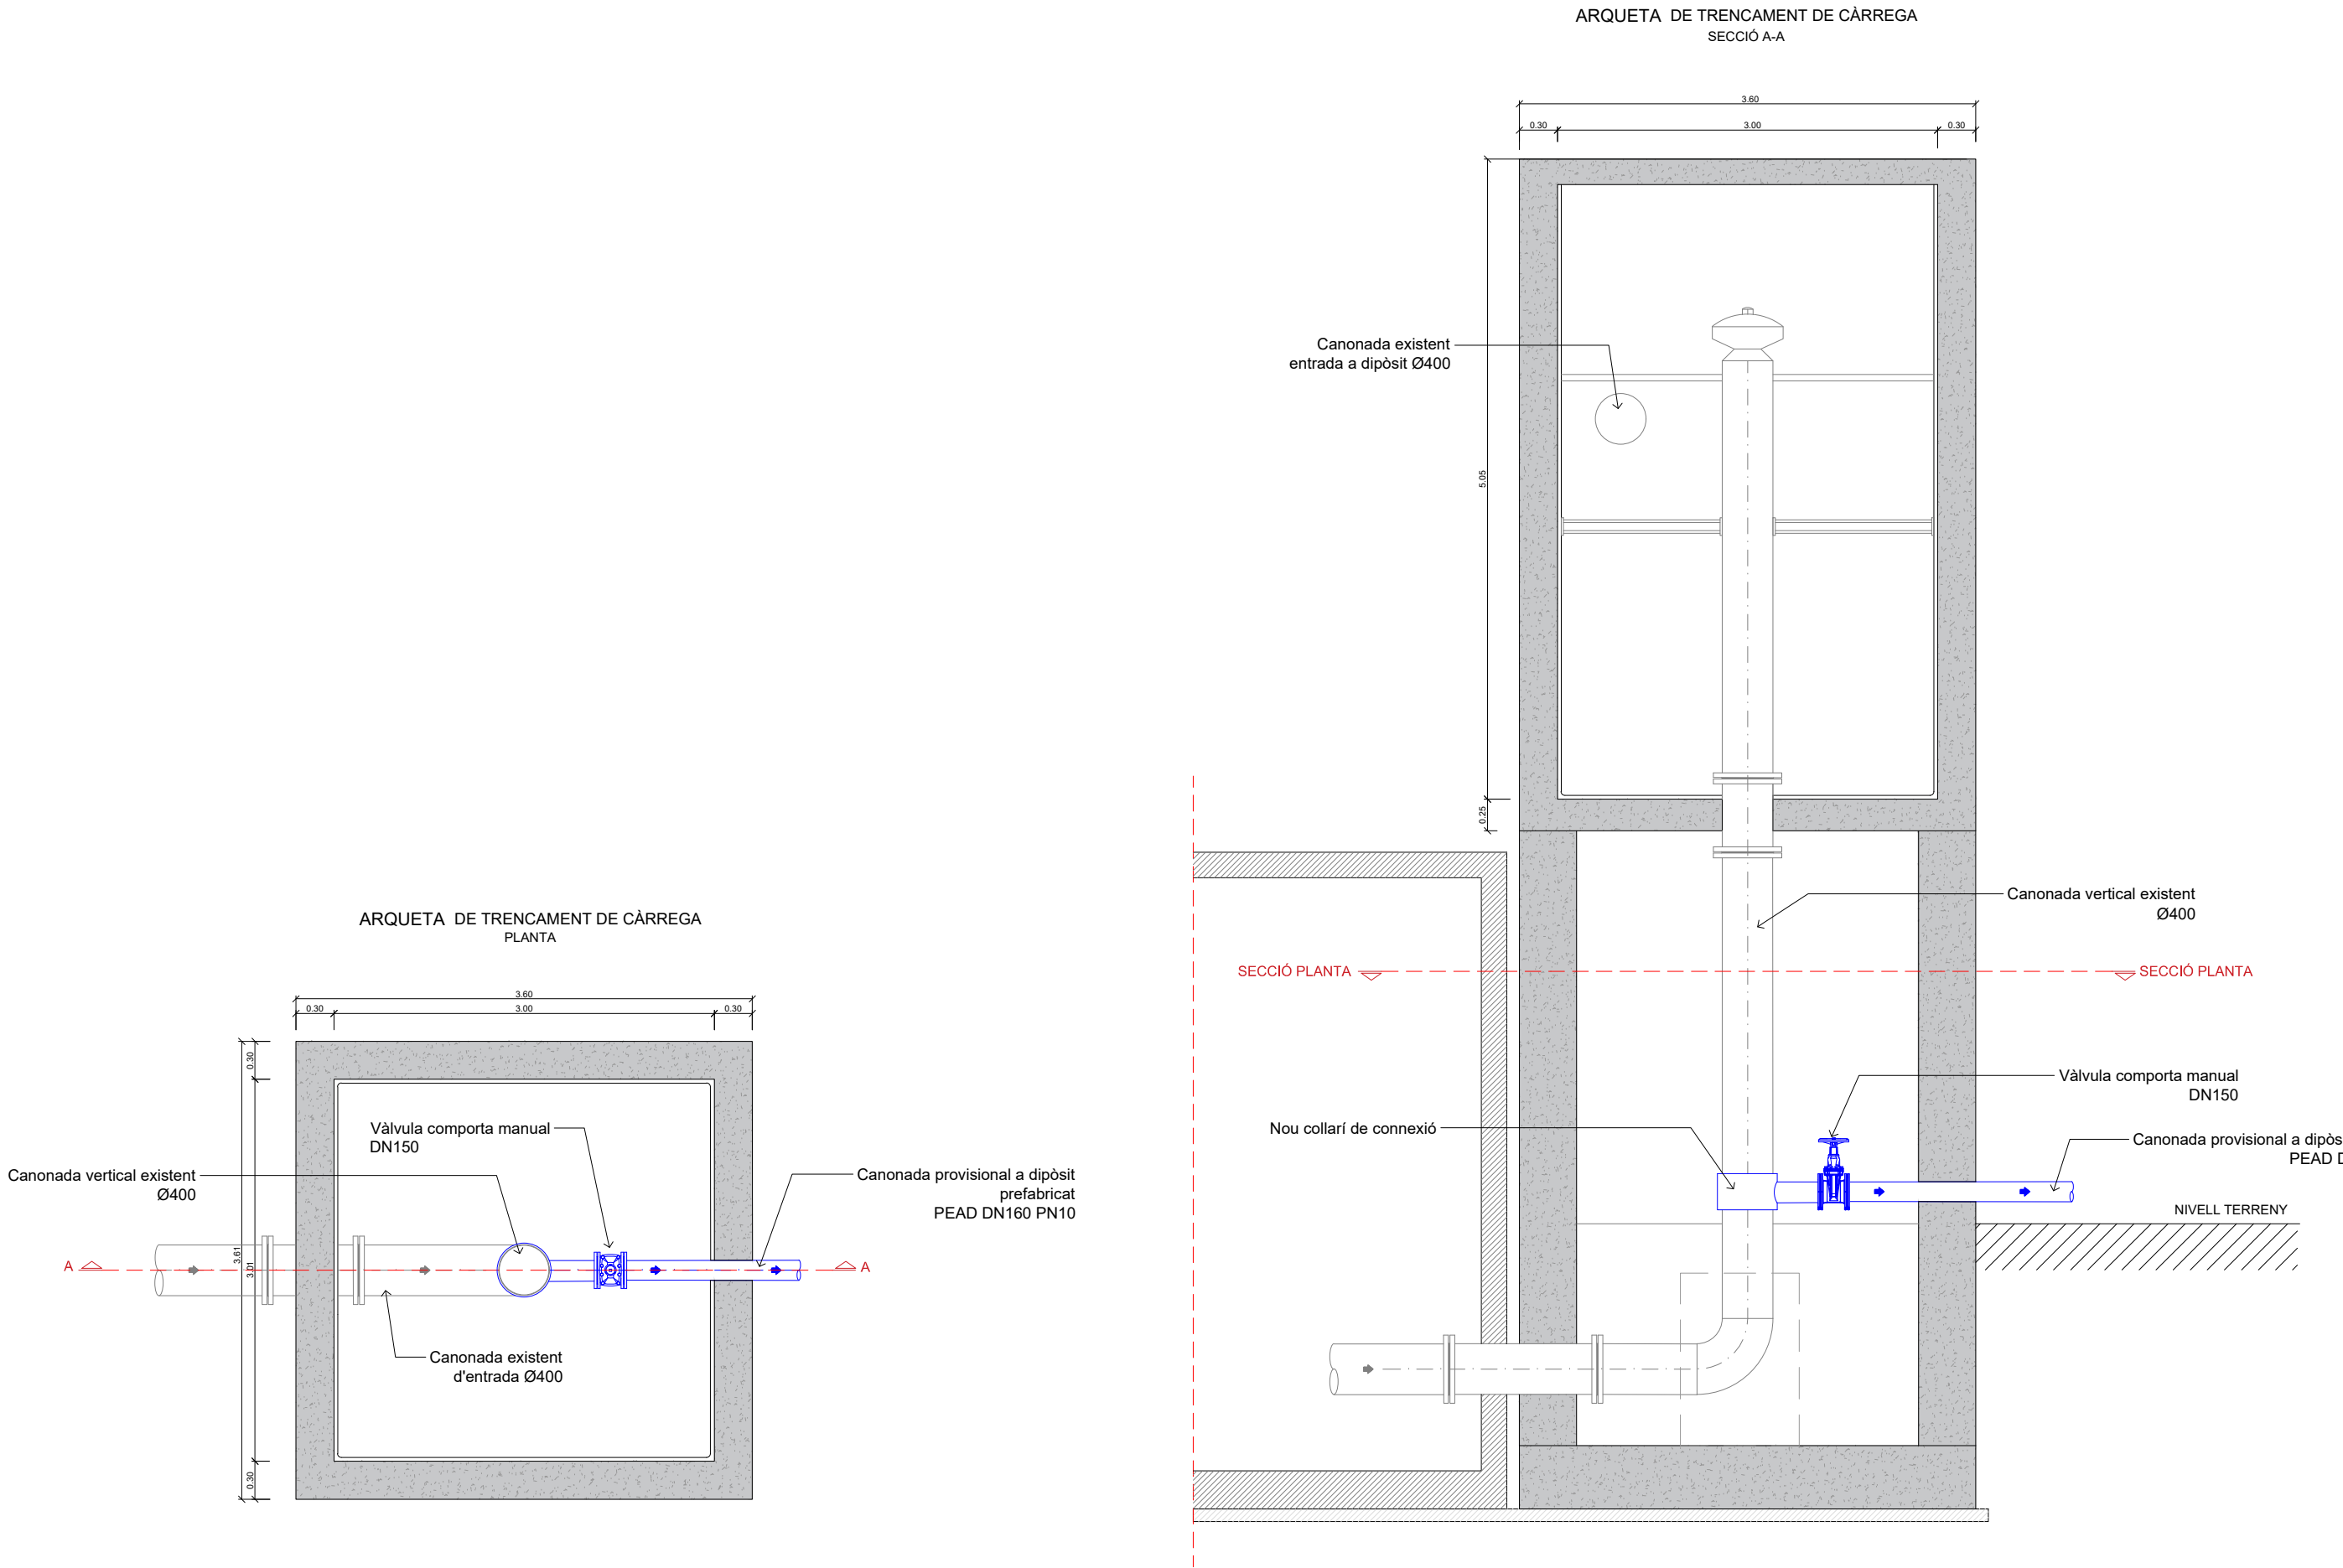 ARQUETA DE TRENCAMENT DE CÀRREGA
SECCIÓ A-A
3.60
0.30
3.00
0.30
Canonada existent
entrada a dipòsit Ø400
5.05
0.25
Canonada vertical existent
Ø400
SECCIÓ PLANTA
SECCIÓ PLANTA
Vàlvula comporta manual
DN150
Nou collarí de connexió
Canonada provisional a
PEAD
NIVELL TERRENY
ARQUETA DE TRENCAMENT DE CÀRREGA
PLANTA
3.60
0.30
3.00
0.30
0.30
3.61
3.01
0.30
Vàlvula comporta manual
DN150
Canonada vertical existent
Ø400
Canonada provisional a dipòsit
prefabricat
PEAD DN160 PN10
A
A
Canonada existent
d'entrada Ø400